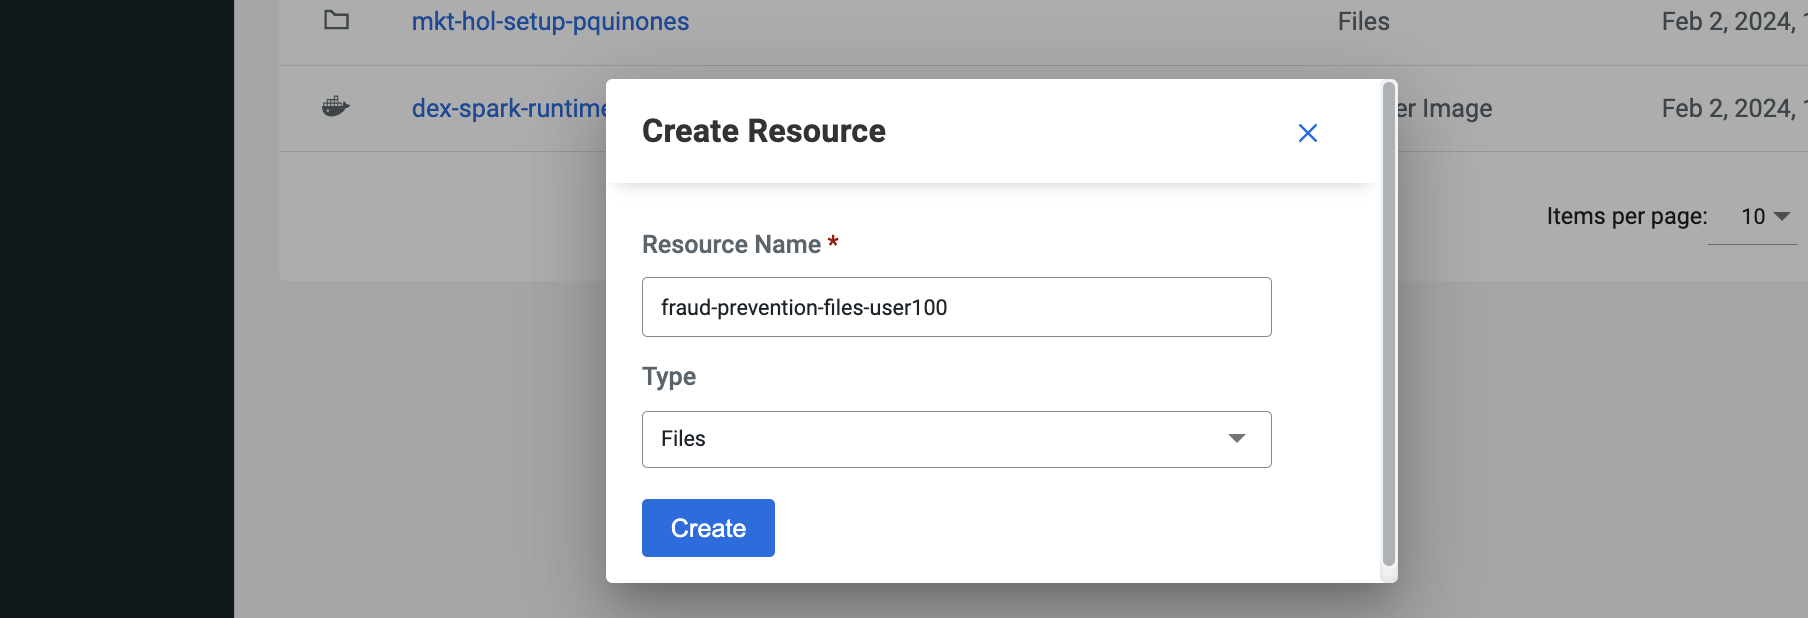 mkt-hol-setup-pquinones Files Feb 2, 2024,
dex-spark-runtime er Image Feb 2, 2024,
Create Resource
Items per page: 10
Resource Name *
fraud-prevention-files-user100
Type
Files
Create